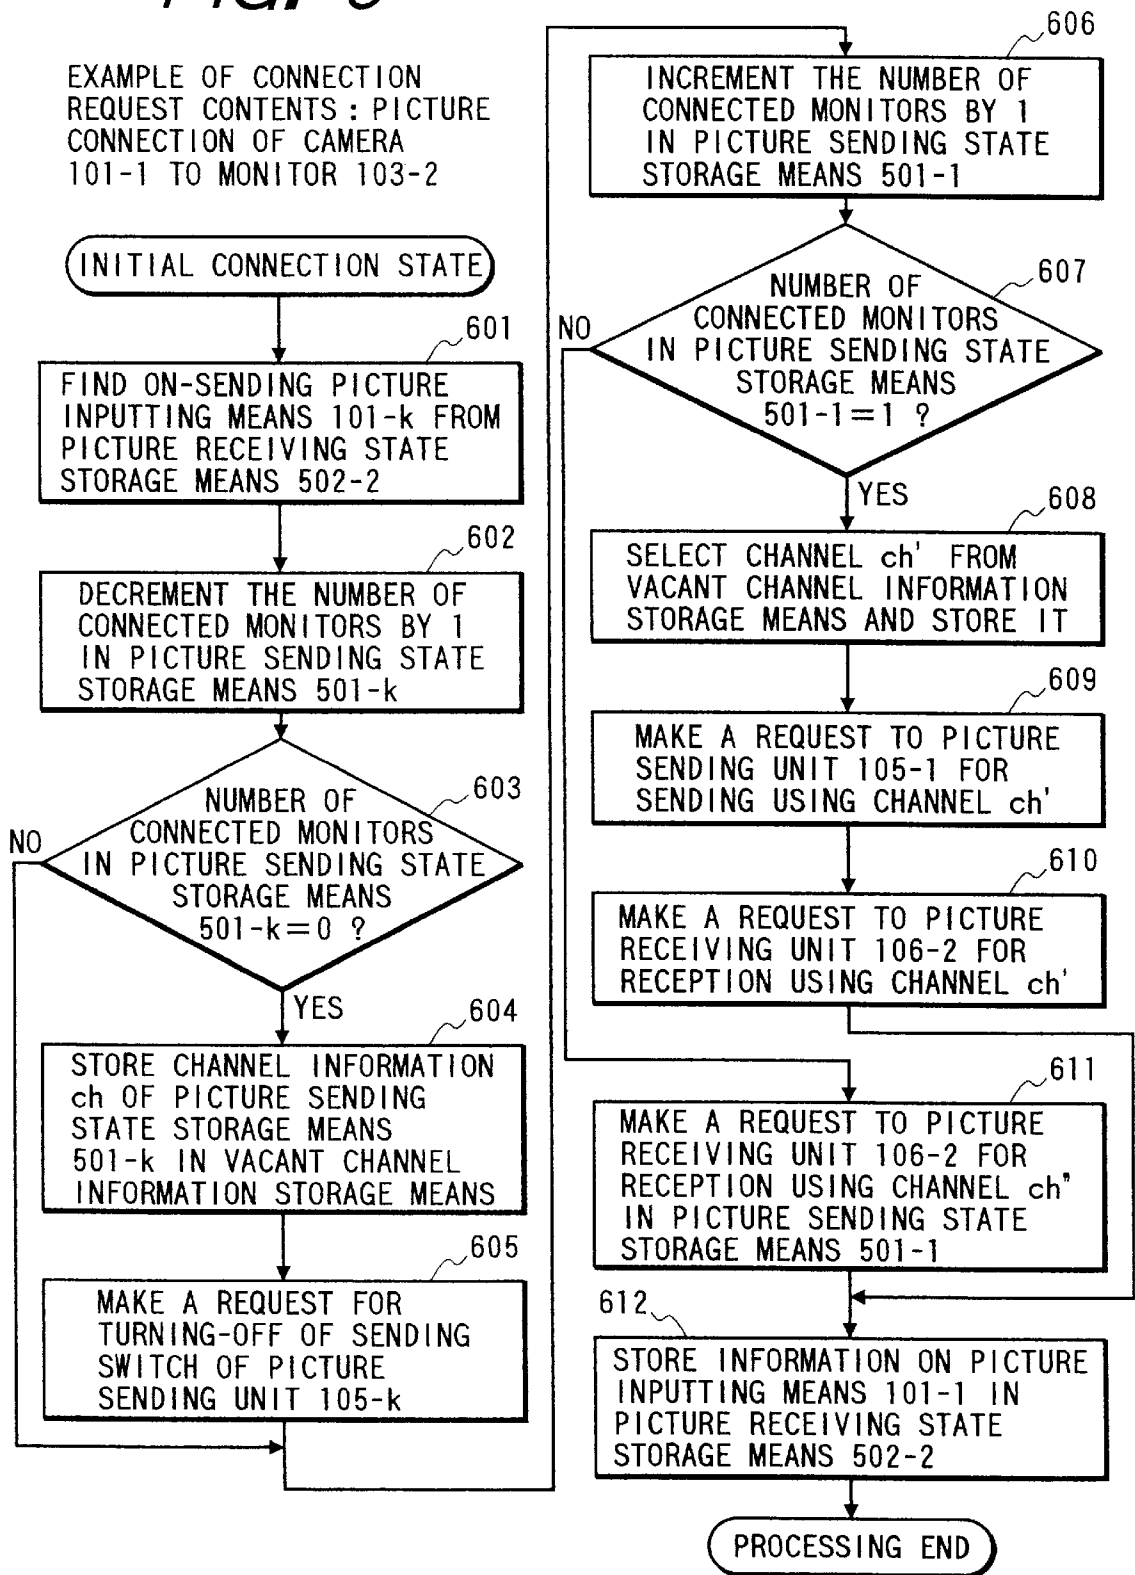 EXAMPLE OF CONNECTION
REQUEST CONTENTS : PICTURE
CONNECTION OF CAMERA
101-1 TO MONITOR 103-2
INITIAL CONNECTION STATE
601
FIND ON-SENDING PICTURE
INPUTTING MEANS 101-k FROM
PICTURE RECEIVING STATE
STORAGE MEANS 502-2
602
DECREMENT THE NUMBER OF
CONNECTED MONITORS BY 1
IN PICTURE SENDING STATE
STORAGE MEANS 501-k
603
NUMBER OF
CONNECTED MONITORS
IN PICTURE SENDING STATE
STORAGE MEANS
501-k=0 ?
NO
YES
604
STORE CHANNEL INFORMATION
ch OF PICTURE SENDING
STATE STORAGE MEANS
501-k IN VACANT CHANNEL
INFORMATION STORAGE MEANS
605
MAKE A REQUEST FOR
TURNING-OFF OF SENDING
SWITCH OF PICTURE
SENDING UNIT 105-k
606
INCREMENT THE NUMBER OF
CONNECTED MONITORS BY 1
IN PICTURE SENDING STATE
STORAGE MEANS 501-1
607
NUMBER OF
CONNECTED MONITORS
IN PICTURE SENDING STATE
STORAGE MEANS
501-1=1 ?
NO
YES
608
SELECT CHANNEL ch' FROM
VACANT CHANNEL INFORMATION
STORAGE MEANS AND STORE IT
609
MAKE A REQUEST TO PICTURE
SENDING UNIT 105-1 FOR
SENDING USING CHANNEL ch'
610
MAKE A REQUEST TO PICTURE
RECEIVING UNIT 106-2 FOR
RECEPTION USING CHANNEL ch'
611
MAKE A REQUEST TO PICTURE
RECEIVING UNIT 106-2 FOR
RECEPTION USING CHANNEL ch"
IN PICTURE SENDING STATE
STORAGE MEANS 501-1
612
STORE INFORMATION ON PICTURE
INPUTTING MEANS 101-1 IN
PICTURE RECEIVING STATE
STORAGE MEANS 502-2
PROCESSING END